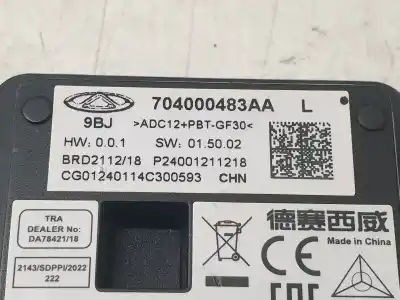 704000483AA L
9BJ >ADC12+PBT-GF30<
HW: 0.0.1 SW: 01.50.02
BRD2112/18 P24001211218
CG01240114C300593 CHN
TRA
DEALER No:
DA78421/18
2143/SDPPI/2022
222
德赛西威
Made in China
CE
EAC